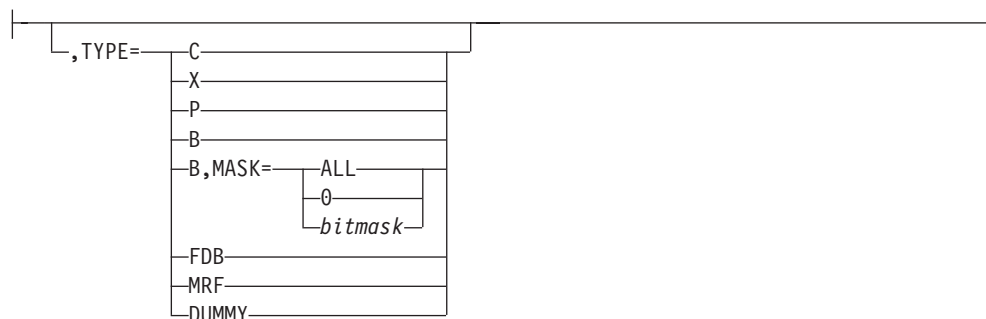 ,TYPE= C
X
P
B
B,MASK= ALL
0
bitmask
FDB
MRF
DUMMY